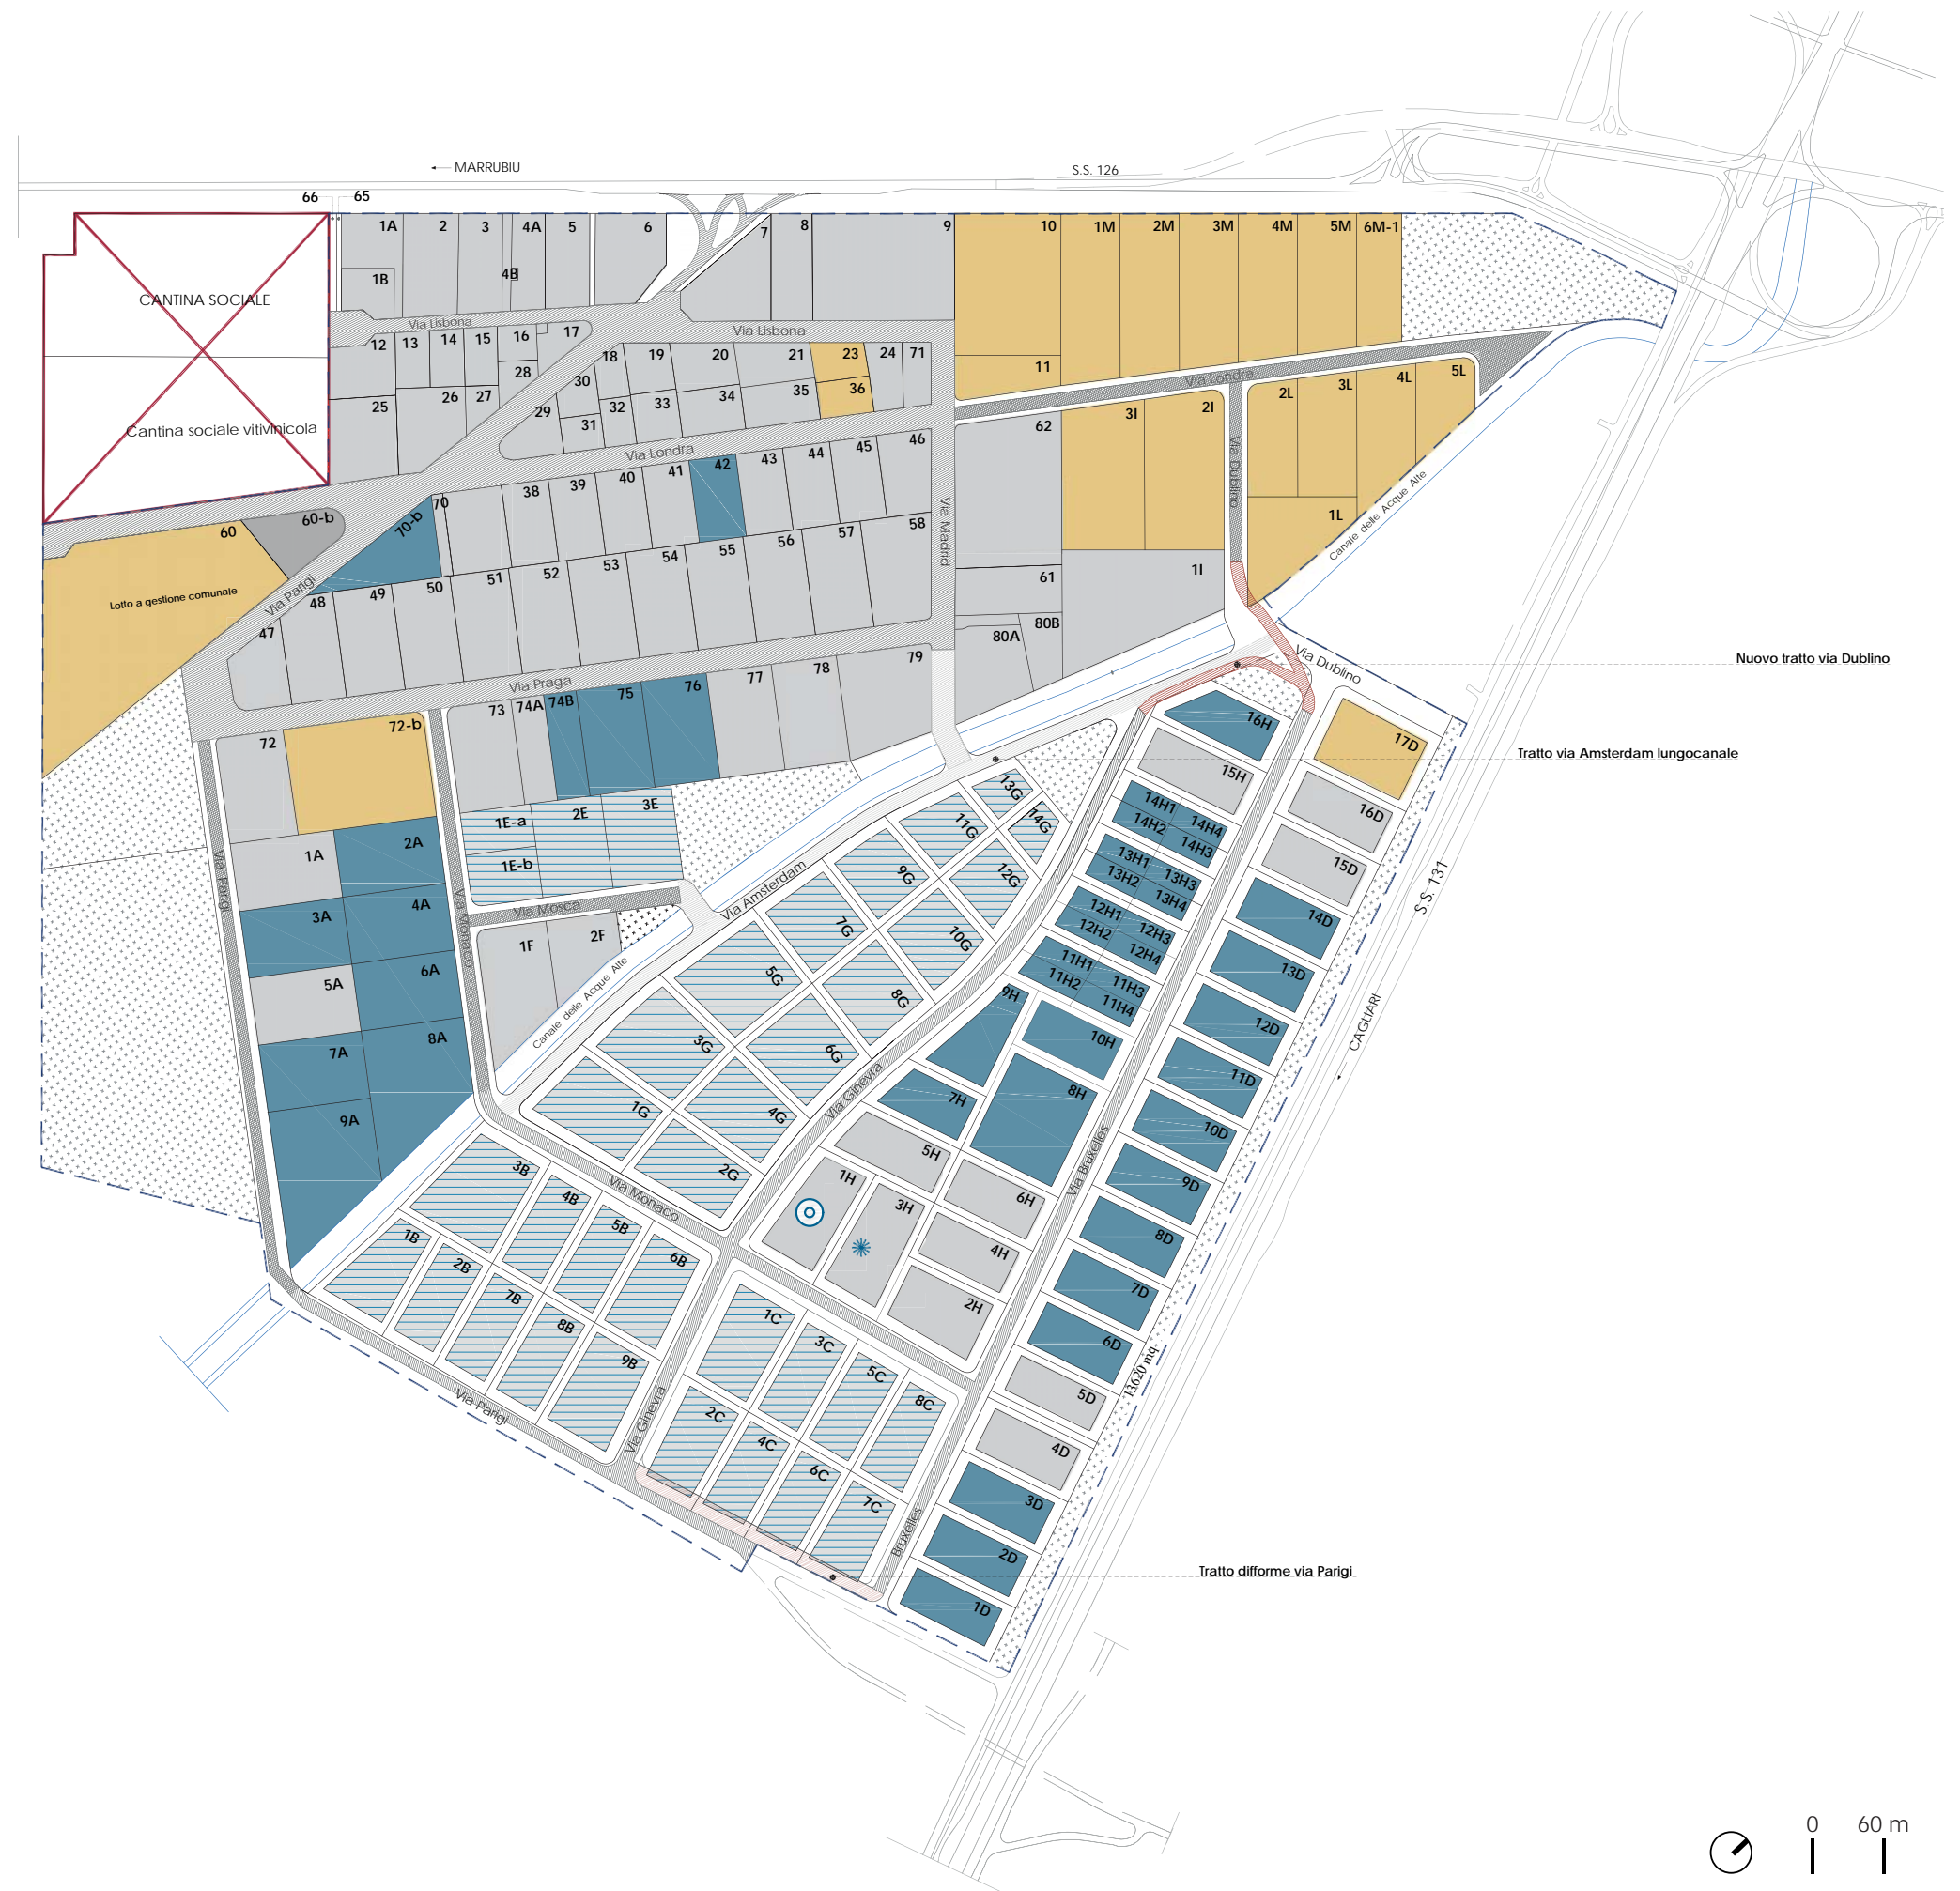 MARRUBIU
S.S. 126
66
65
1A
2
3
4A
5
6
7
8
9
10
1M
2M
3M
4M
5M
6M-1
1B
4B
CANTINA SOCIALE
Cantina sociale vitivinicola
Via Lisbona
Via Lisbona
12
13
14
15
16
17
18
19
20
21
23
24
71
11
28
30
25
26
27
29
31
32
33
34
35
36
Via Londra
Via Londra
3I
2I
2L
3L
4L
5L
1L
62
Via Dublino
Canale delle Acque Alte
38
39
40
41
42
43
44
45
46
70
70-b
60
60-b
Lotto a gestione comunale
Via Parigi
47
48
49
50
51
52
53
54
55
56
57
58
Via Madrid
61
1I
80A
80B
Via Praga
72
72-b
73
74A
74B
75
76
77
78
79
Via Dublino
Nuovo tratto via Dublino
Tratto via Amsterdam lungocanale
1A
2A
3A
4A
5A
6A
7A
8A
9A
Via Parigi
Via Monaco
1E-a
1E-b
2E
3E
Via Mosca
1F
2F
Canale delle Acque Alte
Via Amsterdam
13G
14G
11G
12G
9G
10G
7G
8G
5G
6G
3G
4G
1G
2G
Via Ginevra
16H
15H
14H1
14H2
14H4
14H3
13H1
13H2
13H3
13H4
12H1
12H2
12H3
12H4
11H1
11H2
11H3
11H4
9H
10H
8H
7H
5H
6H
1H
3H
4H
2H
Via Bruxelles
17D
16D
15D
14D
13D
12D
11D
10D
9D
8D
7D
6D
5D
4D
3D
2D
1D
S.S. 131
CAGLIARI
13620 mq.
Via Monaco
3B
4B
5B
6B
1B
2B
7B
8B
9B
Via Parigi
Via Ginevra
1C
3C
5C
8C
2C
4C
6C
7C
Bruxelles
Tratto difforme via Parigi
0
60 m